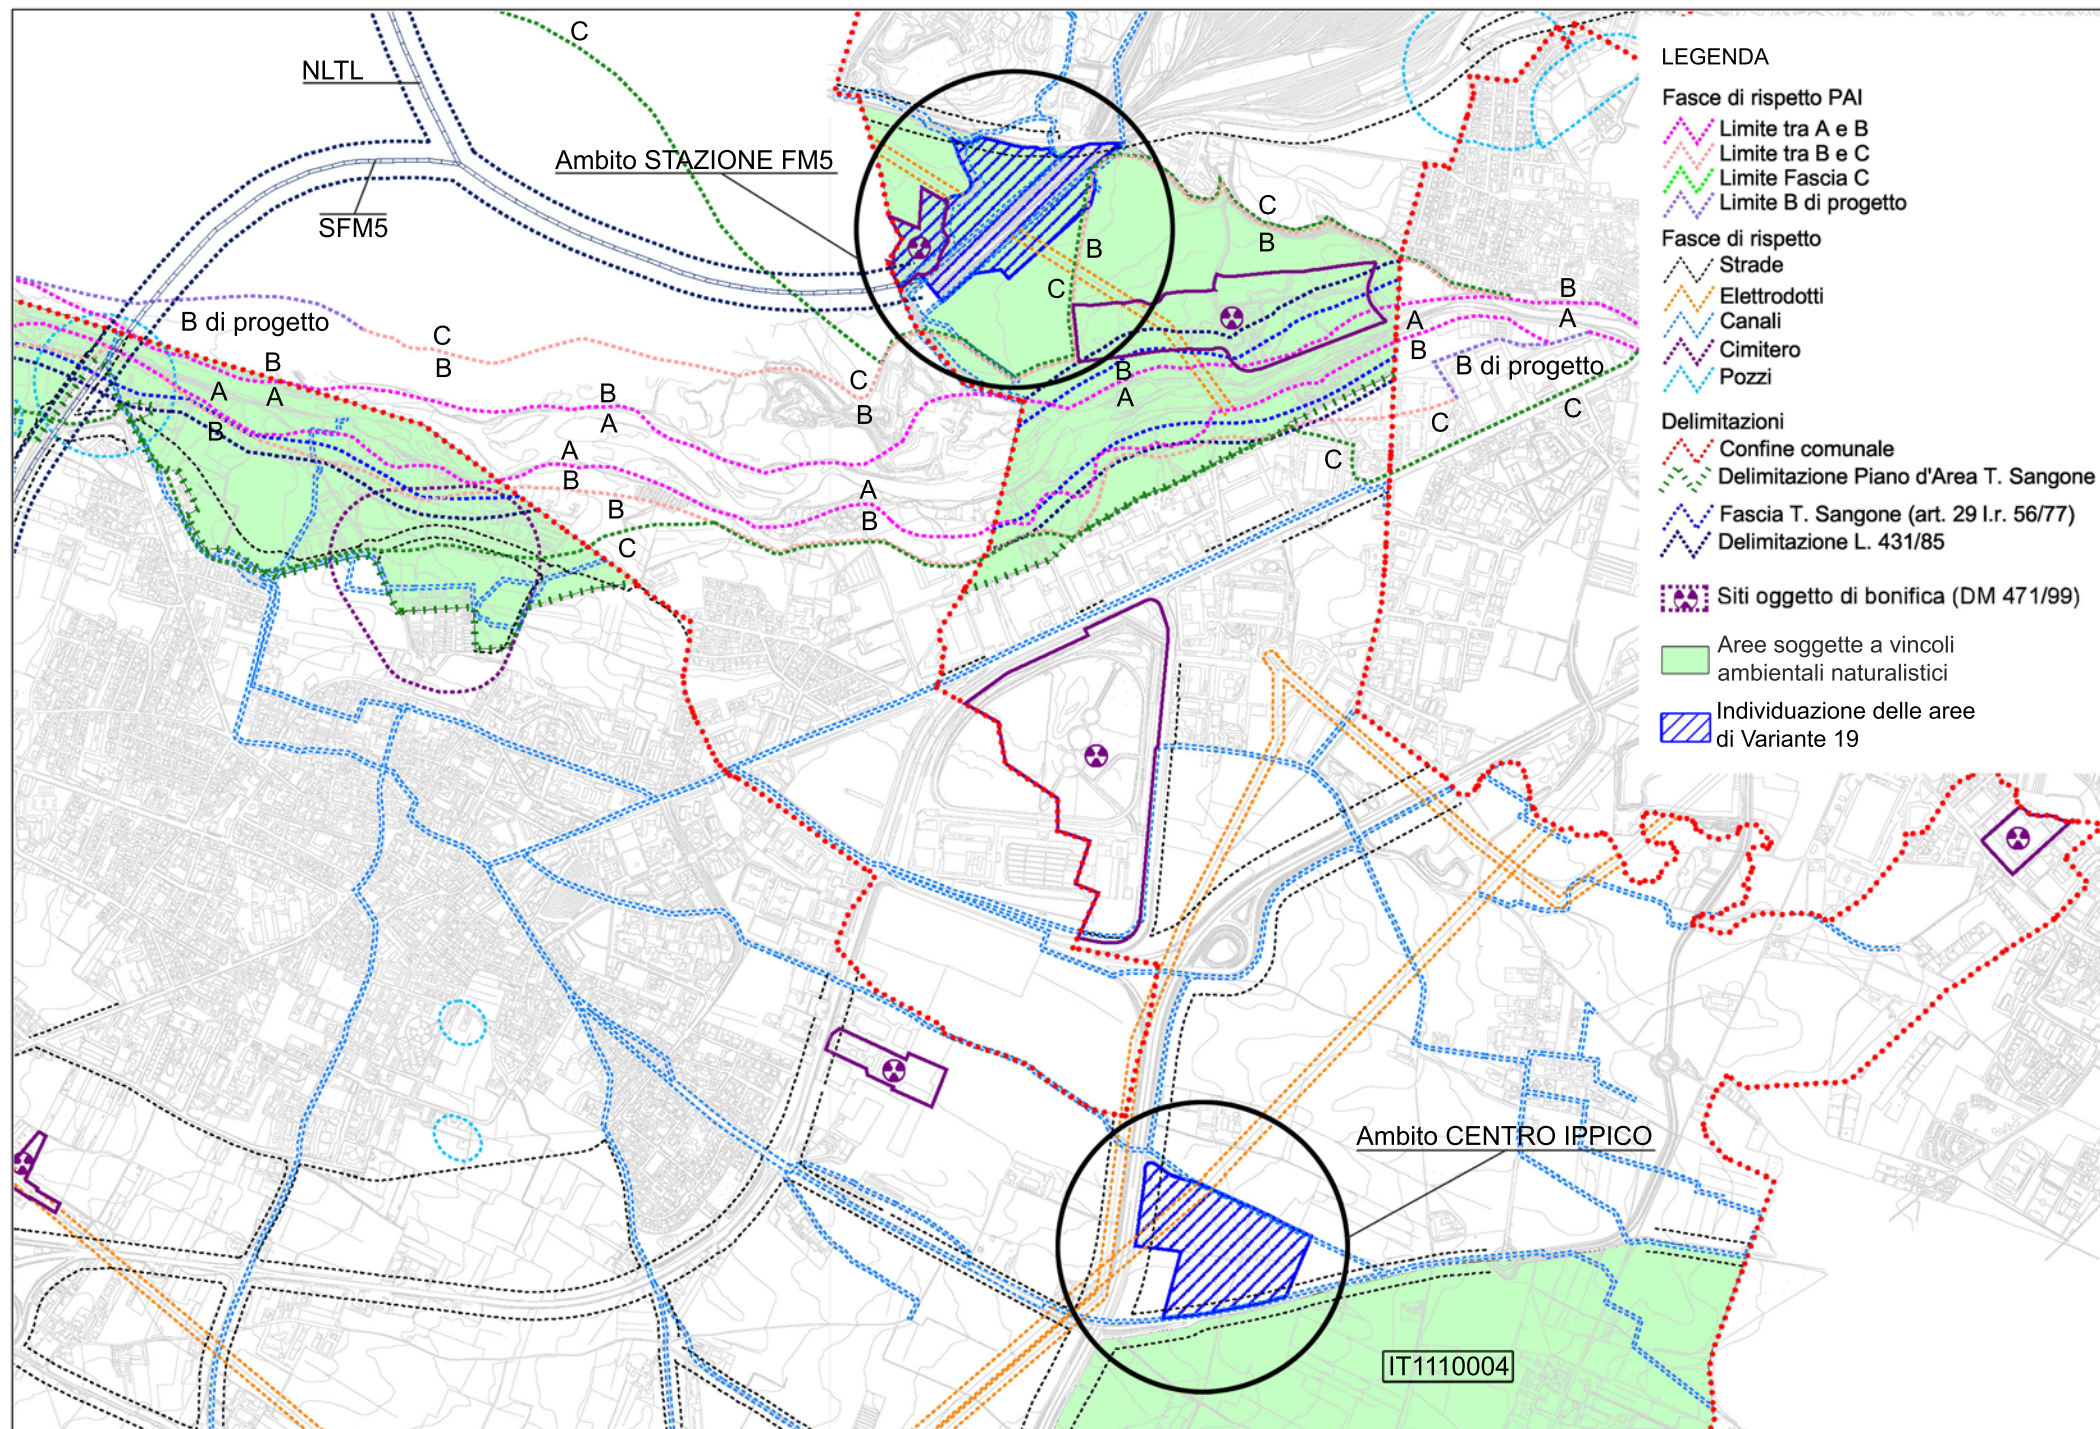 C
NLTL
Ambito STAZIONE FM5
SFM5
B di progetto
C
B
B
A
A
B
B
A
A
B
B
C
A
B
C
B
C
B
B
C
B
A
B
A
A
B
B di progetto
C
C
C
LEGENDA
Fasce di rispetto PAI
Limite tra A e B
Limite tra B e C
Limite Fascia C
Limite B di progetto
Fasce di rispetto
Strade
Elettrodotti
Canali
Cimitero
Pozzi
Delimitazioni
Confine comunale
Delimitazione Piano d'Area T. Sangone
Fascia T. Sangone (art. 29 l.r. 56/77)
Delimitazione L. 431/85
Siti oggetto di bonifica (DM 471/99)
Aree soggette a vincoli
ambientali naturalistici
Individuazione delle aree
di Variante 19
Ambito CENTRO IPPICO
IT1110004